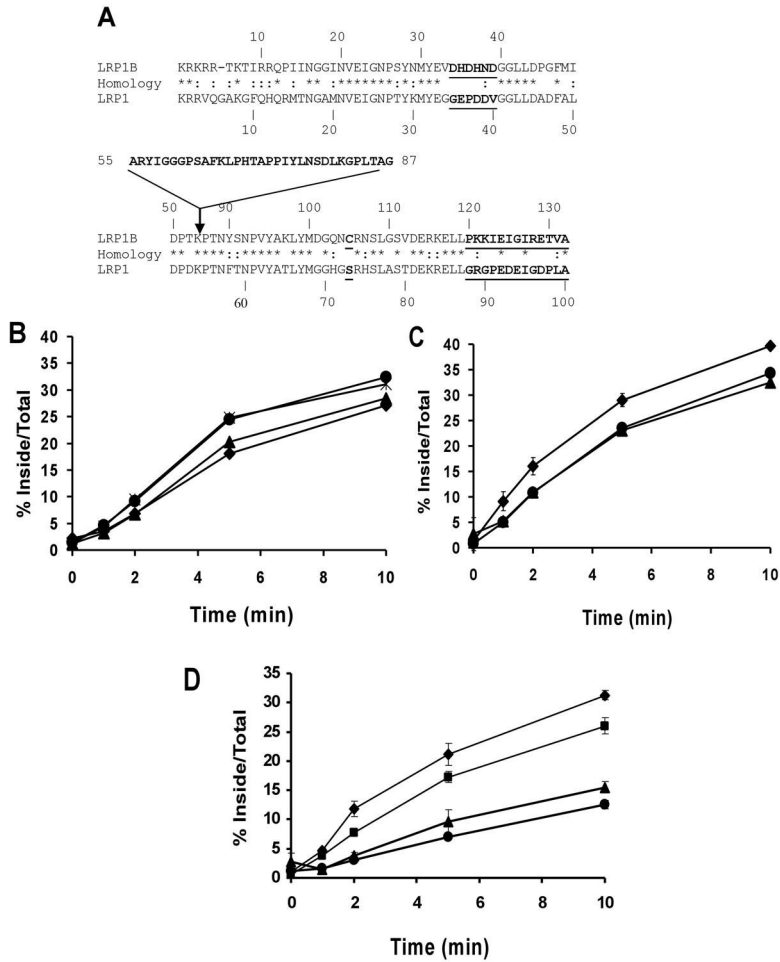 A
10 20 30 40
LRP1B KRKRR-TKTIRRQPIINGGINVEIGNPSYNMYEVDHDHNDGGLLDPGFMI
Homology
LRP1 KRRVQGAKGFQHQRMTNGAMNVEIGNPTYKMYEGGEPDDVGGLLDADFAL
10 20 30 40 50
55 ARYIGGGPSAFKLPHTAPPIYLNSDLKGPLTAG 87
50 90 100 110 120 130
LRP1B DPTKPTNYSNPVYAKLYMDGQNCRNSLGSVDERKELLPKKIEIGIRETVA
Homology
LRP1 DPDKPTNFTNPVYATLYMGGHGSRHSLASTDEKRELLGRGPEDEIGDPLA
60 70 80 90 100
B
40
35
30
25
20
15
10
5
0
0 2 4 6 8 10
% Inside/Total
Time (min)
C
40
35
30
25
20
15
10
5
0
0 2 4 6 8 10
% Inside/Total
Time (min)
D
35
30
25
20
15
10
5
0
0 2 4 6 8 10
% Inside/Total
Time (min)